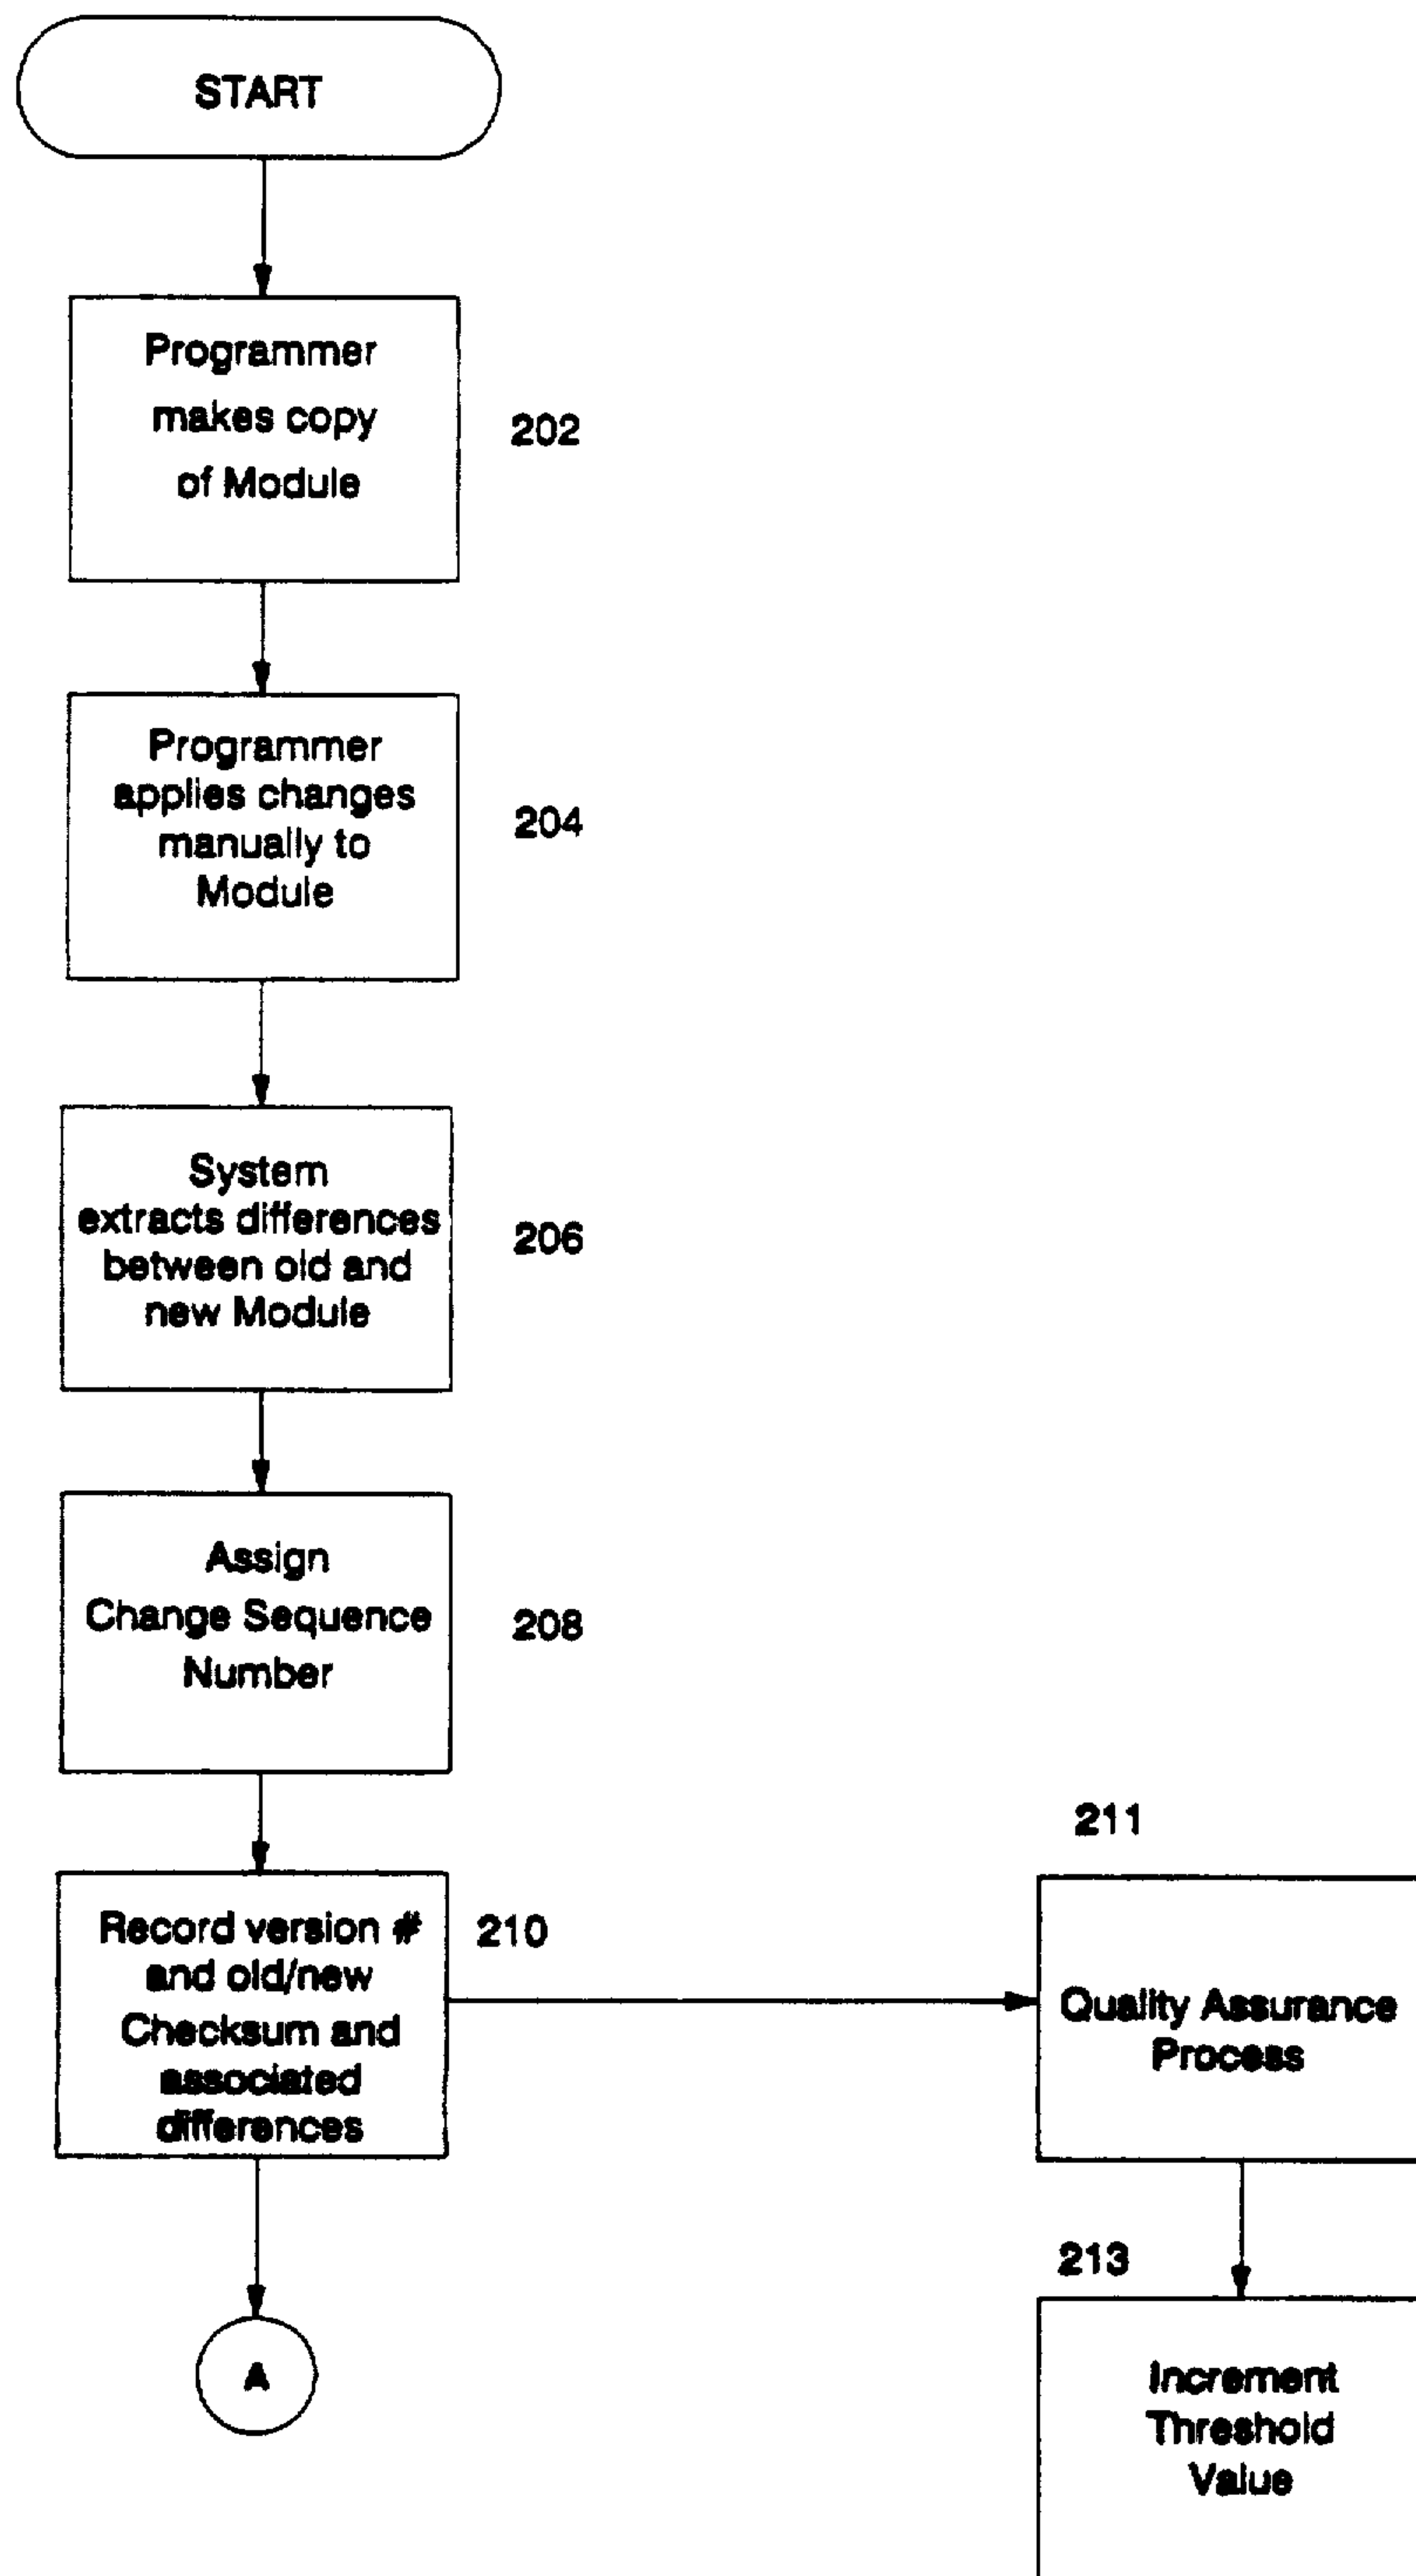 START
Programmer
makes copy
of Module
202
Programmer
applies changes
manually to
Module
204
System
extracts differences
between old and
new Module
206
Assign
Change Sequence
Number
208
Record version #
and old/new
Checksum and
associated
differences
210
211
Quality Assurance
Process
213
Increment
Threshold
Value
A